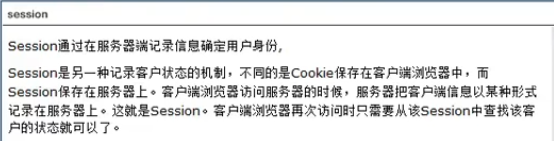 session
Session通过在服务器端记录信息确定用户身份,
Session是另一种记录客户状态的机制，不同的是Cookie保存在客户端浏览器中，而
Session保存在服务器上。客户端浏览器访问服务器的时候，服务器把客户端信息以某种形式
记录在服务器上。这就是Session。客户端浏览器再次访问时只需要从该Session中查找该客
户的状态就可以了。